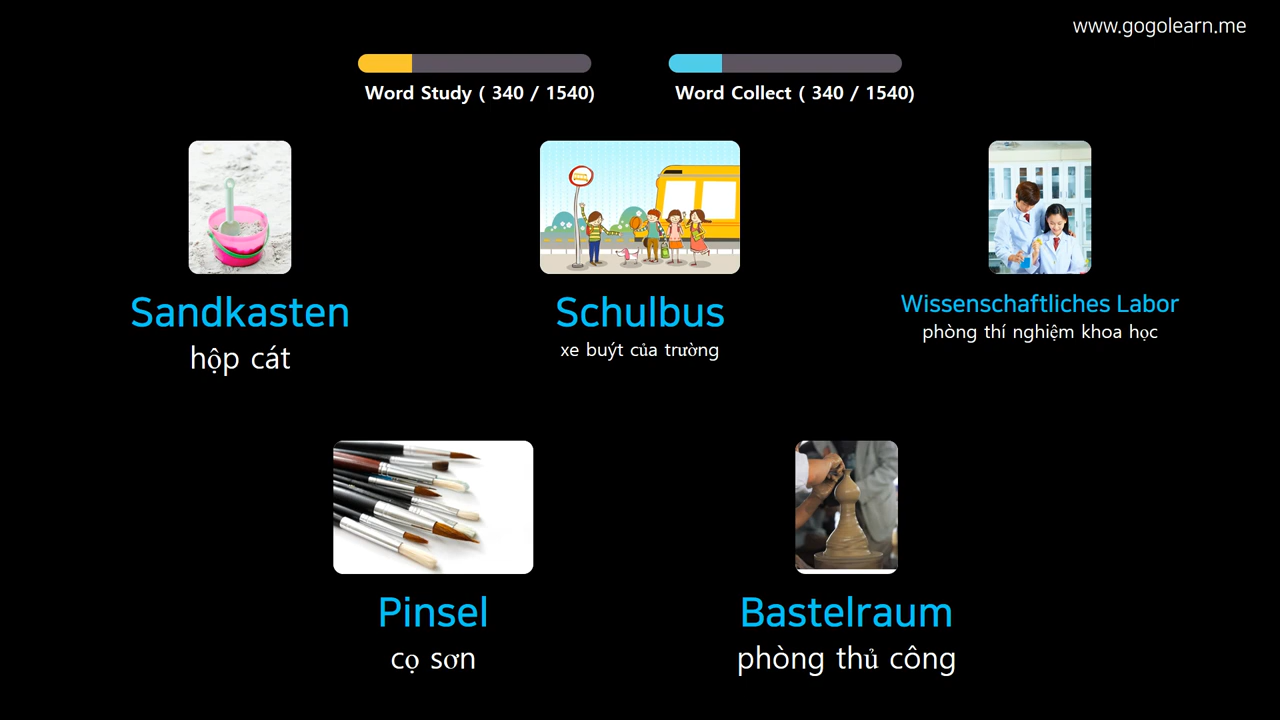 www.gogolearn.me
Word Study ( 340 / 1540)
Word Collect ( 340 / 1540)
Sandkasten
hộp cát
Schulbus
xe buýt của trường
Wissenschaftliches Labor
phòng thí nghiệm khoa học
Pinsel
cọ sơn
Bastelraum
phòng thủ công